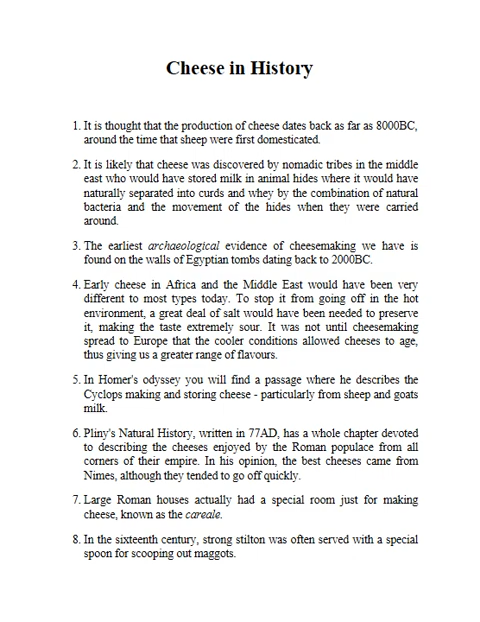 Cheese in History
1. It is thought that the production of cheese dates back as far as 8000BC,
around the time that sheep were first domesticated.
2. It is likely that cheese was discovered by nomadic tribes in the middle
east who would have stored milk in animal hides where it would have
naturally separated into curds and whey by the combination of natural
bacteria and the movement of the hides when they were carried
around.
3. The earliest archaeological evidence of cheesemaking we have is
found on the walls of Egyptian tombs dating back to 2000BC.
4. Early cheese in Africa and the Middle East would have been very
different to most types today. To stop it from going off in the hot
environment, a great deal of salt would have been needed to preserve
it, making the taste extremely sour. It was not until cheesemaking
spread to Europe that the cooler conditions allowed cheeses to age,
thus giving us a greater range of flavours.
5. In Homer's odyssey you will find a passage where he describes the
Cyclops making and storing cheese - particularly from sheep and goats
milk.
6. Pliny's Natural History, written in 77AD, has a whole chapter devoted
to describing the cheeses enjoyed by the Roman populace from all
corners of their empire. In his opinion, the best cheeses came from
Nimes, although they tended to go off quickly.
7. Large Roman houses actually had a special room just for making
cheese, known as the careale.
8. In the sixteenth century, strong stilton was often served with a special
spoon for scooping out maggots.